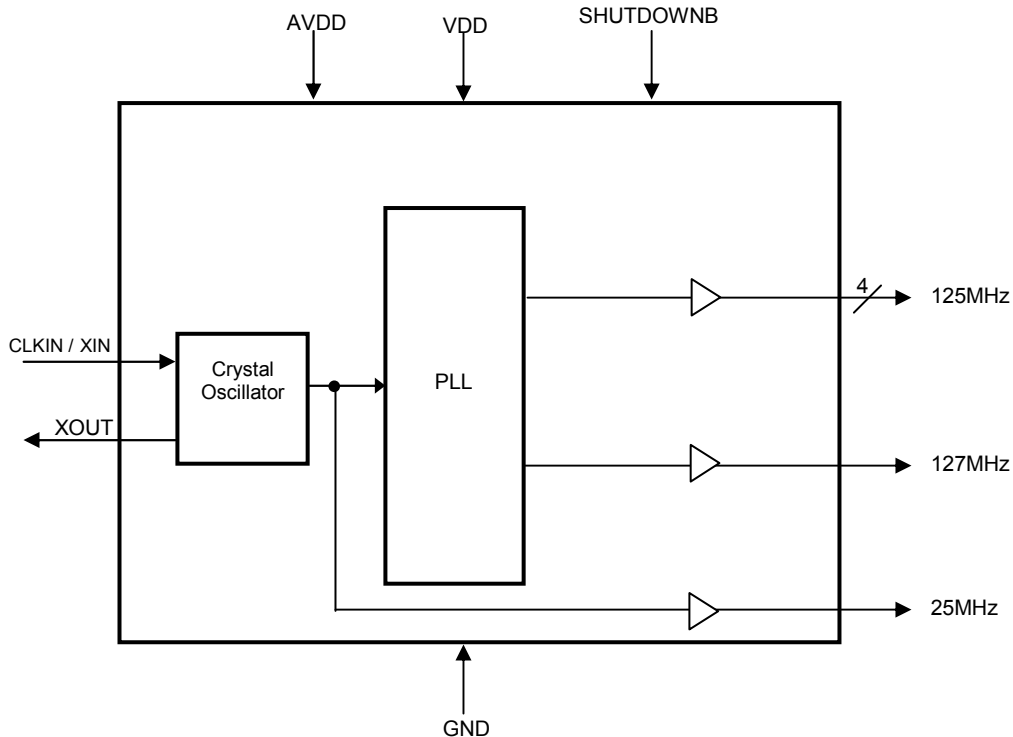 AVDD
VDD
SHUTDOWNB
4
125MHz
CLKIN / XIN
Crystal
Oscillator
PLL
XOUT
127MHz
25MHz
GND